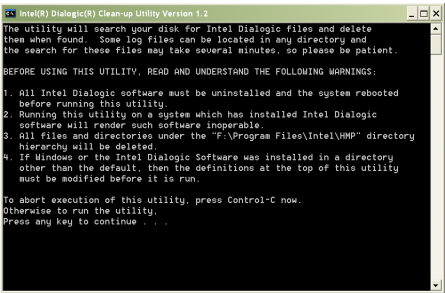 Intel(R) Dialogic(R) Clean-up Utility Version 1.2
The utility will search your disk for Intel Dialogic files and delete
them when found.  Some log files can be located in any directory and
the search for these files may take several minutes, so please be patient.
BEFORE USING THIS UTILITY, READ AND UNDERSTAND THE FOLLOWING WARNINGS:
1. All Intel Dialogic software must be uninstalled and the system rebooted
before running this utility.
2. Running this utility on a system which has installed Intel Dialogic
software will render such software inoperable.
3. All files and directories under the "F:\Program Files\Intel\HMP" directory
hierarchy will be deleted.
4. If Windows or the Intel Dialogic Software was installed in a directory
other than the default, then the definitions at the top of this utility
must be modified before it is run.
To abort execution of this utility, press Control-C now.
Otherwise to run the utility,
Press any key to continue . . .